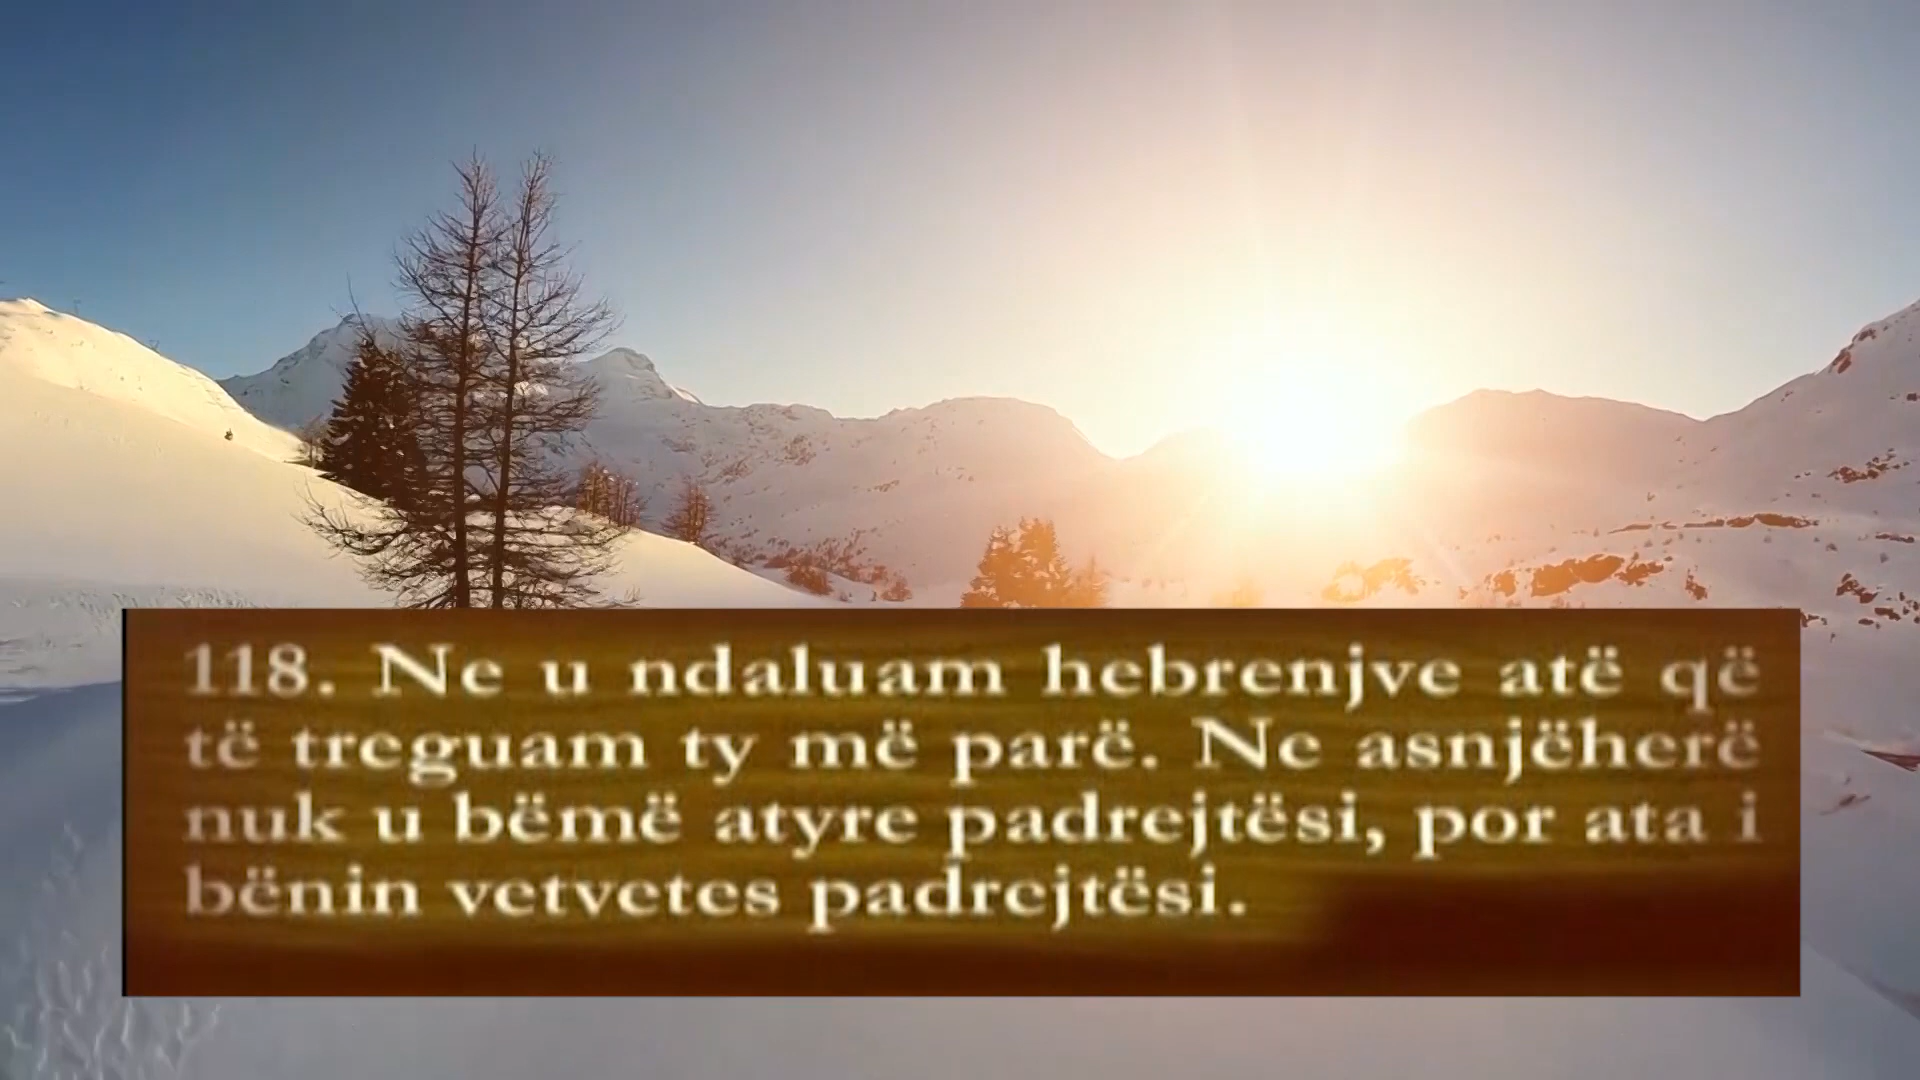 118. Ne u ndaluam hebrenjve atë që
të treguam ty më parë. Ne asnjëherë
nuk u bëmë atyre padrejtësi, por ata i
bënin vetvetes padrejtësi.